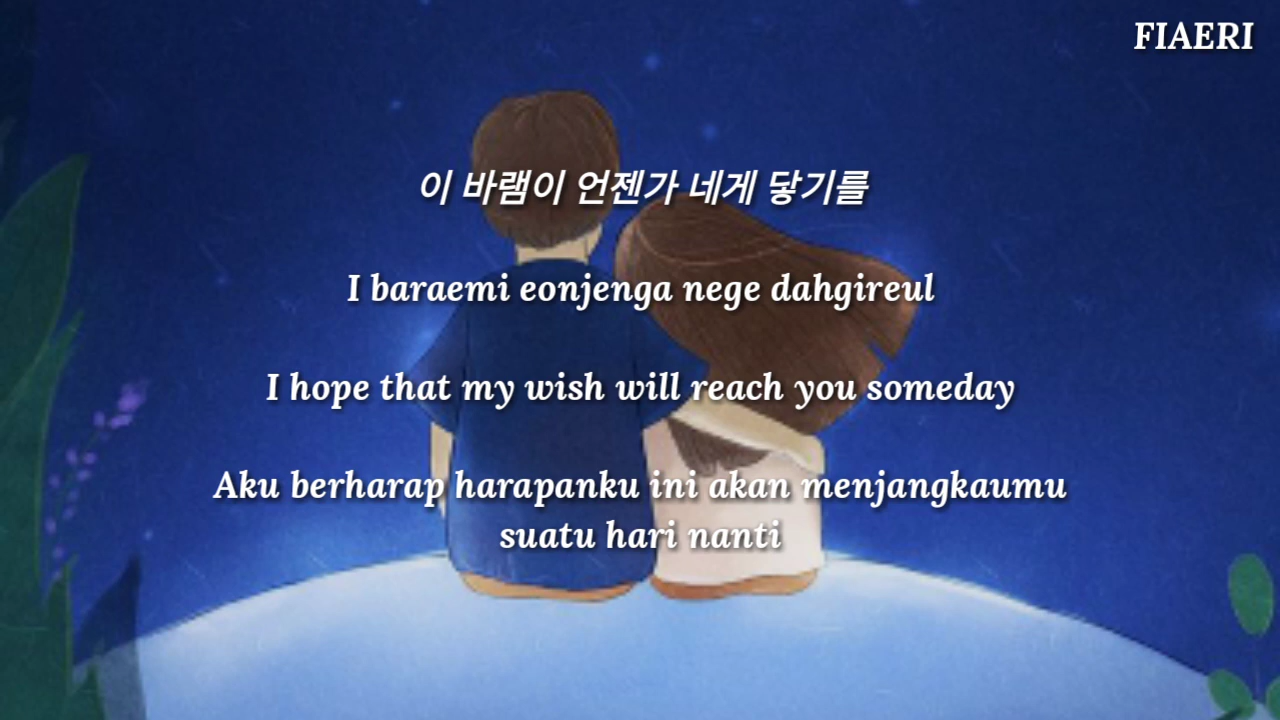 FIAERI
이 바램이 언젠가 네게 닿기를
I baraemi eonjenga nege dahgireul
I hope that my wish will reach you someday
Aku berharap harapanku ini akan menjangkaumu
suatu hari nanti